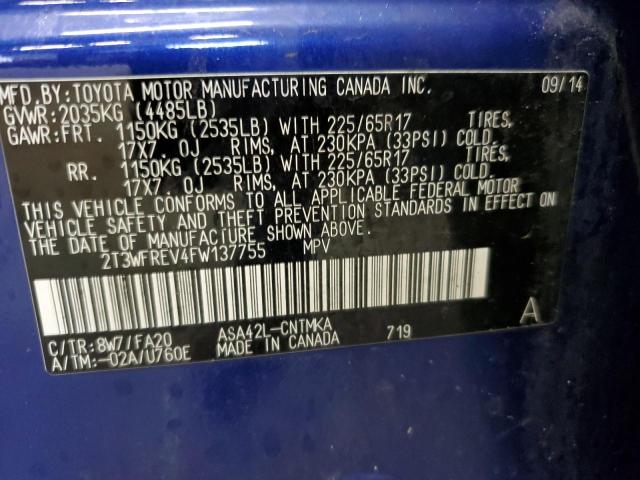 MFD.BY:TOYOTA MOTOR MANUFACTURING CANADA INC. 09/14
GVWR:2035KG (4485LB)
GAWR:FRT. 1150KG (2535LB) WITH 225/65R17 TIRES,
17X7.0J RIMS, AT 230KPA (33PSI) COLD.
RR. 1150KG (2535LB) WITH 225/65R17 TIRES,
17X7.0J RIMS, AT 230KPA (33PSI) COLD.
THIS VEHICLE CONFORMS TO ALL APPLICABLE FEDERAL MOTOR
VEHICLE SAFETY AND THEFT PREVENTION STANDARDS IN EFFECT ON
THE DATE OF MANUFACTURE SHOWN ABOVE.
2T3WFREV4FW137755 MPV
A
C/TR:8W7/FA20 ASA42L-CNTMKA 719
A/TM:-02A/U760E MADE IN CANADA